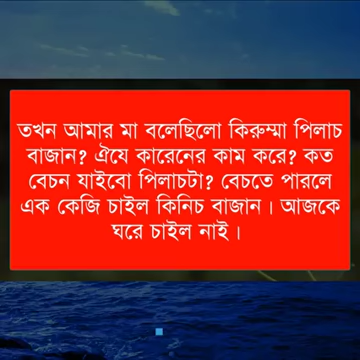 তখন আমার মা বলেছিলো কিরুম্মা পিলাচ
বাজান? ঐযে কারেনের কাম করে? কত
বেচন যাইবো পিলাচটা? বেচতে পারলে
এক কেজি চাইল কিনিচ বাজান। আজকে
ঘরে চাইল নাই।